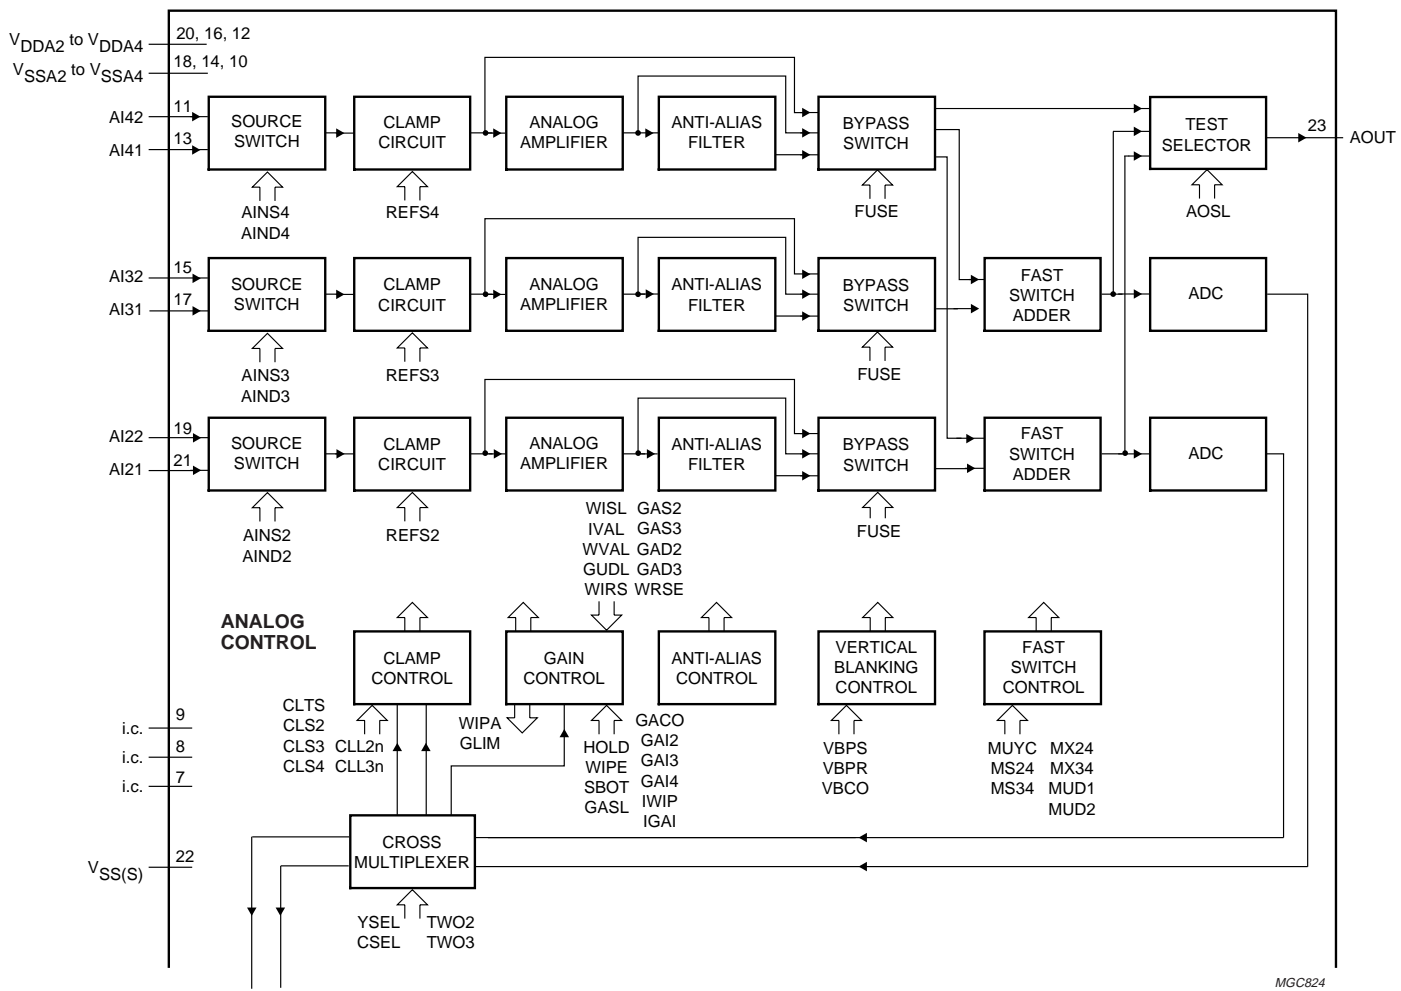 VDDA2 to VDDA4
20, 16, 12
VSSA2 to VSSA4
18, 14, 10
AI42
11
AI41
13
SOURCE
SWITCH
CLAMP
CIRCUIT
ANALOG
AMPLIFIER
ANTI-ALIAS
FILTER
BYPASS
SWITCH
TEST
SELECTOR
23
AOUT
AINS4
AIND4
REFS4
FUSE
AOSL
AI32
15
AI31
17
SOURCE
SWITCH
CLAMP
CIRCUIT
ANALOG
AMPLIFIER
ANTI-ALIAS
FILTER
BYPASS
SWITCH
FAST
SWITCH
ADDER
ADC
AINS3
AIND3
REFS3
FUSE
AI22
19
AI21
21
SOURCE
SWITCH
CLAMP
CIRCUIT
ANALOG
AMPLIFIER
ANTI-ALIAS
FILTER
BYPASS
SWITCH
FAST
SWITCH
ADDER
ADC
AINS2
AIND2
REFS2
WISL GAS2
IVAL GAS3
WVAL GAD2
GUDL GAD3
WIRS WRSE
FUSE
ANALOG
CONTROL
CLAMP
CONTROL
GAIN
CONTROL
ANTI-ALIAS
CONTROL
VERTICAL
BLANKING
CONTROL
FAST
SWITCH
CONTROL
CLTS
CLS2
CLS3 CLL2n
CLS4 CLL3n
WIPA
GLIM
HOLD
WIPE
SBOT
GASL
GACO
GAI2
GAI3
GAI4
IWIP
IGAI
VBPS
VBPR
VBCO
MUYC
MS24
MS34
MX24
MX34
MUD1
MUD2
i.c.
9
i.c.
8
i.c.
7
VSS(S)
22
CROSS
MULTIPLEXER
YSEL TWO2
CSEL TWO3
MGC824